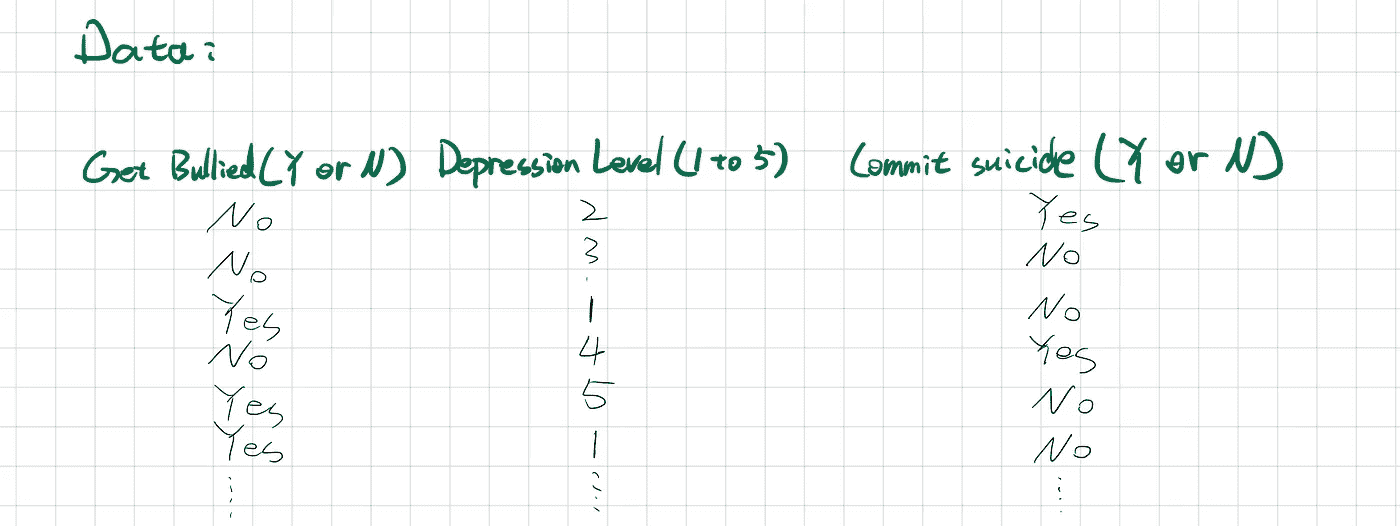 Data:
Get Bullied (Y or N) Depression Level (1 to 5) Commit suicide (Y or N)
No 2 Yes
No 3 No
Yes 1 No
No 4 Yes
Yes 5 No
Yes 1 No
⋮ ⋮ ⋮